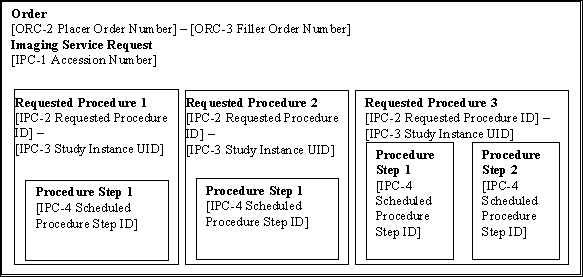 Order
[ORC-2 Placer Order Number] – [ORC-3 Filler Order Number]
Imaging Service Request
[IPC-1 Accession Number]
Requested Procedure 1
[IPC-2 Requested Procedure
ID] –
[IPC-3 Study Instance UID]
Procedure Step 1
[IPC-4 Scheduled
Procedure Step ID]
Requested Procedure 2
[IPC-2 Requested Procedure
ID] –
[IPC-3 Study Instance UID]
Procedure Step 1
[IPC-4 Scheduled
Procedure Step ID]
Requested Procedure 3
[IPC-2 Requested Procedure ID] –
[IPC-3 Study Instance UID]
Procedure
Step 1
[IPC-4
Scheduled
Procedure
Step ID]
Procedure
Step 2
[IPC-4
Scheduled
Procedure
Step ID]